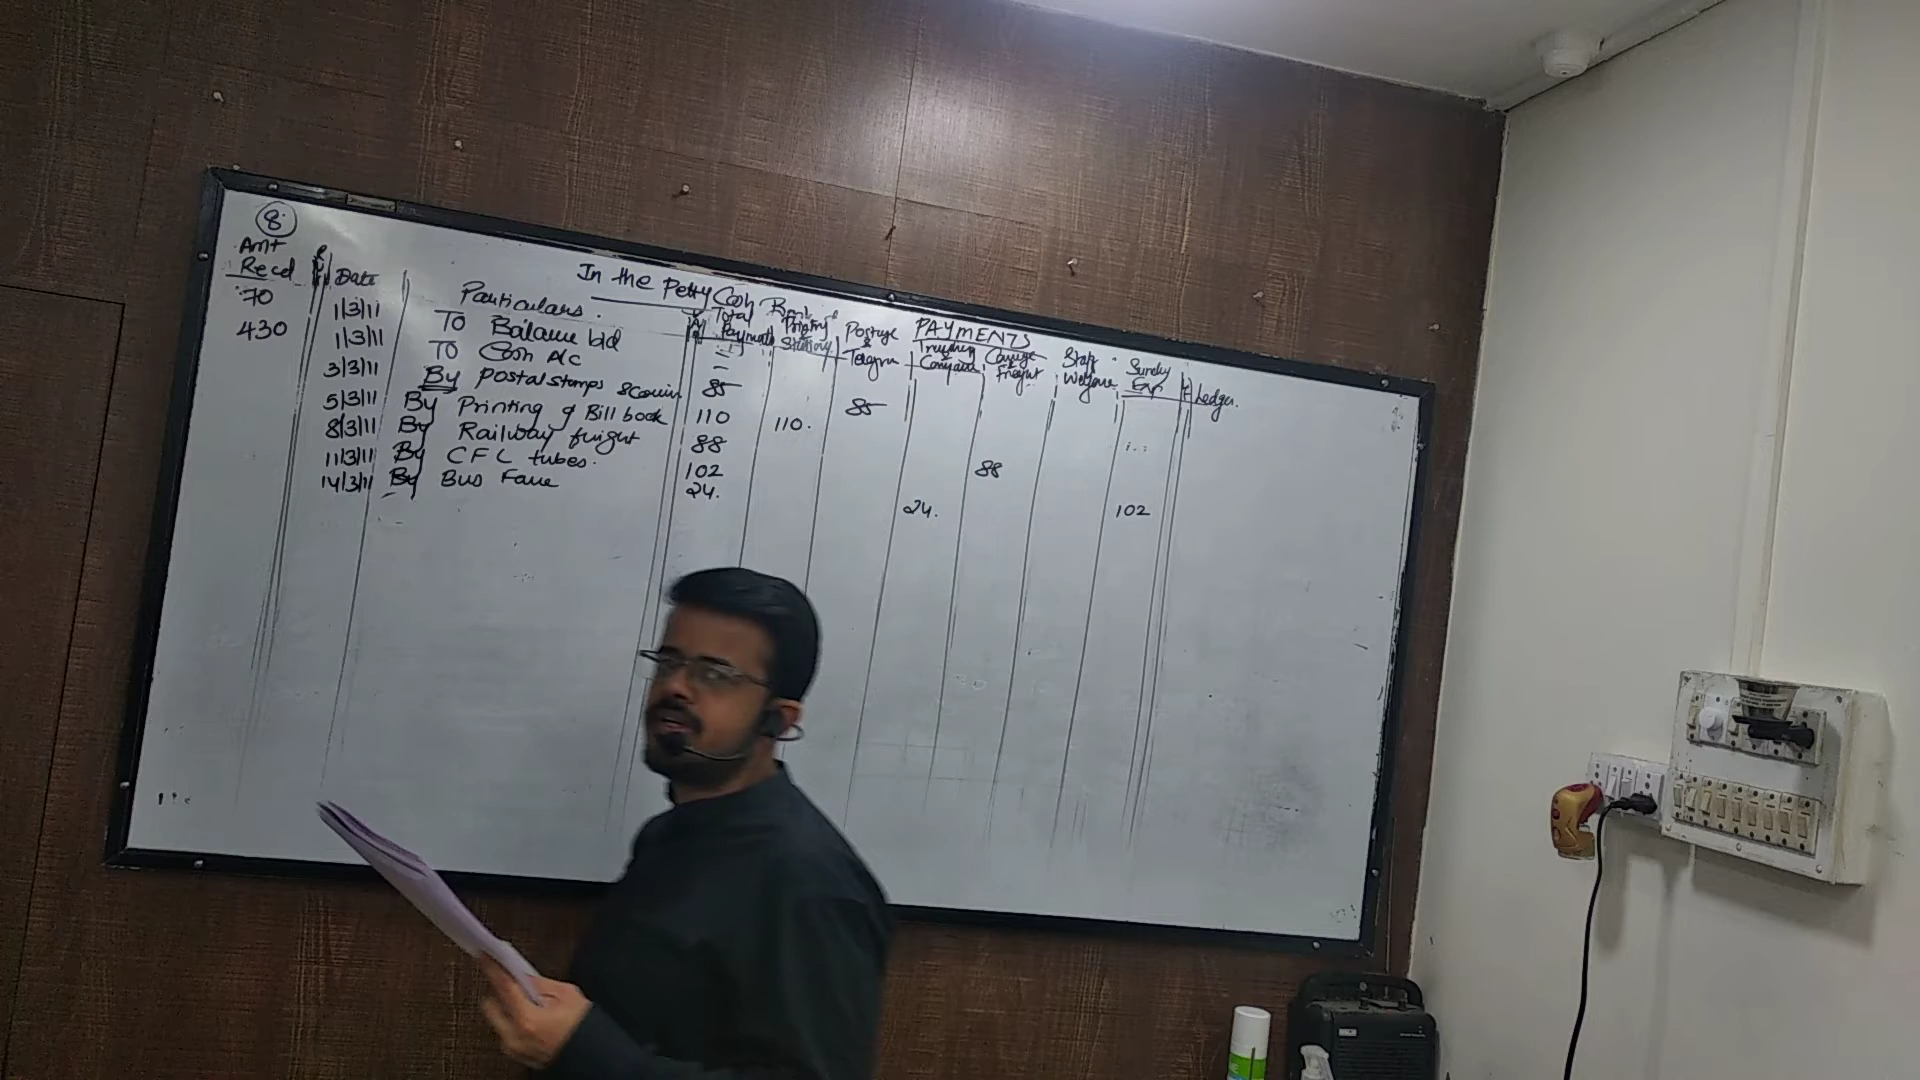 8
In the Petty Cash Book
Amt Recd Date Particulars. Total Payments Printing & Stationery Postage & Telegrm PAYMENTS Travelling & Conyance Carriage & Freight Staff Welfare Sundry Exp Ledger.
70 1/3/11 To Balance b/d -
430 1/3/11 To Cash A/c -
3/3/11 By Postal stamps & Courier 85 85
5/3/11 By Printing of Bill book 110 110.
8/3/11 By Railway freight 88 88
11/3/11 By CFL tubes. 102 102
14/3/11 By Bus Fare 24. 24.